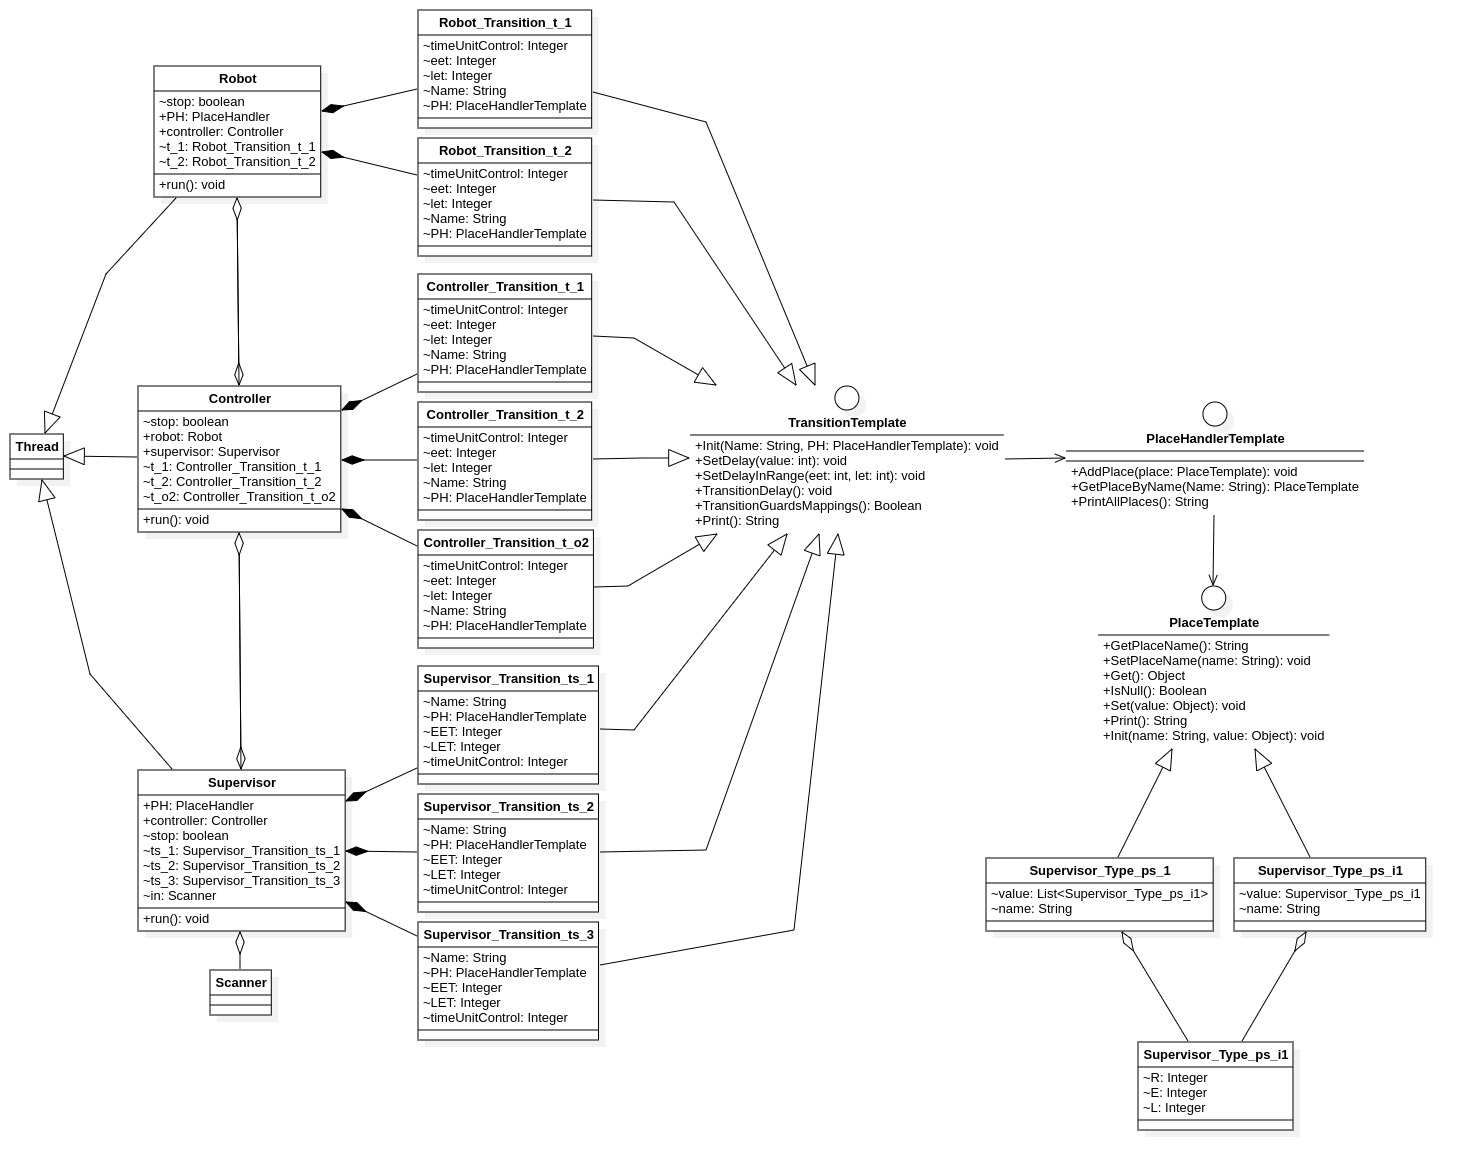 Robot
~stop: boolean
+PH: PlaceHandler
+controller: Controller
~t_1: Robot_Transition_t_1
~t_2: Robot_Transition_t_2
+run(): void
Thread
Controller
~stop: boolean
+robot: Robot
+supervisor: Supervisor
~t_1: Controller_Transition_t_1
~t_2: Controller_Transition_t_2
~t_o2: Controller_Transition_t_o2
+run(): void
Supervisor
+PH: PlaceHandler
+controller: Controller
~stop: boolean
~ts_1: Supervisor_Transition_ts_1
~ts_2: Supervisor_Transition_ts_2
~ts_3: Supervisor_Transition_ts_3
~in: Scanner
+run(): void
Scanner
Robot_Transition_t_1
~timeUnitControl: Integer
~eet: Integer
~let: Integer
~Name: String
~PH: PlaceHandlerTemplate
Robot_Transition_t_2
~timeUnitControl: Integer
~eet: Integer
~let: Integer
~Name: String
~PH: PlaceHandlerTemplate
Controller_Transition_t_1
~timeUnitControl: Integer
~eet: Integer
~let: Integer
~Name: String
~PH: PlaceHandlerTemplate
Controller_Transition_t_2
~timeUnitControl: Integer
~eet: Integer
~let: Integer
~Name: String
~PH: PlaceHandlerTemplate
Controller_Transition_t_o2
~timeUnitControl: Integer
~eet: Integer
~let: Integer
~Name: String
~PH: PlaceHandlerTemplate
Supervisor_Transition_ts_1
~Name: String
~PH: PlaceHandlerTemplate
~EET: Integer
~LET: Integer
~timeUnitControl: Integer
Supervisor_Transition_ts_2
~Name: String
~PH: PlaceHandlerTemplate
~EET: Integer
~LET: Integer
~timeUnitControl: Integer
Supervisor_Transition_ts_3
~Name: String
~PH: PlaceHandlerTemplate
~EET: Integer
~LET: Integer
~timeUnitControl: Integer
TransitionTemplate
+Init(Name: String, PH: PlaceHandlerTemplate): void
+SetDelay(value: int): void
+SetDelayInRange(eet: int, let: int): void
+TransitionDelay(): void
+TransitionGuardsMappings(): Boolean
+Print(): String
PlaceHandlerTemplate
+AddPlace(place: PlaceTemplate): void
+GetPlaceByName(Name: String): PlaceTemplate
+PrintAllPlaces(): String
PlaceTemplate
+GetPlaceName(): String
+SetPlaceName(name: String): void
+Get(): Object
+IsNull(): Boolean
+Set(value: Object): void
+Print(): String
+Init(name: String, value: Object): void
Supervisor_Type_ps_1
~value: List<Supervisor_Type_ps_i1>
~name: String
Supervisor_Type_ps_i1
~value: Supervisor_Type_ps_i1
~name: String
Supervisor_Type_ps_i1
~R: Integer
~E: Integer
~L: Integer